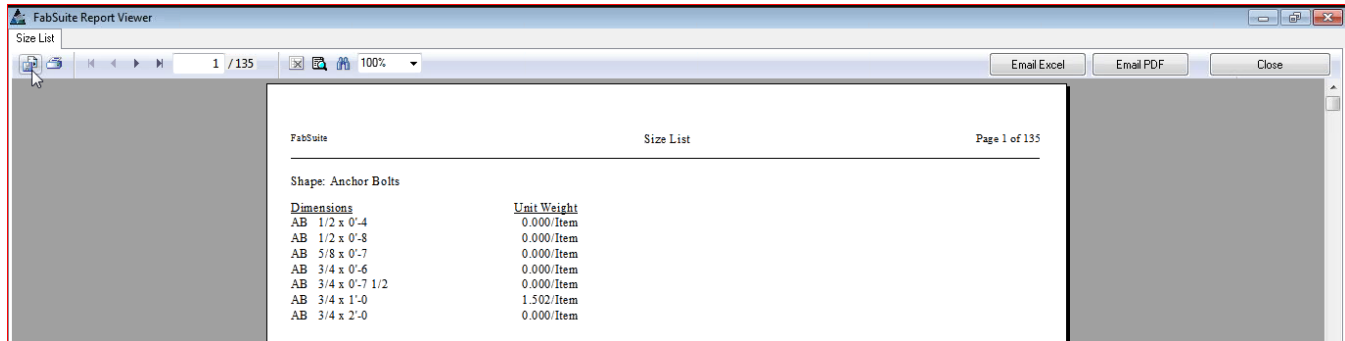 FabSuite Report Viewer
Size List
1 / 135 100% Email Excel Email PDF Close
FabSuite Size List Page 1 of 135
Shape: Anchor Bolts
Dimensions Unit Weight
AB 1/2 x 0'-4 0.000/Item
AB 1/2 x 0'-8 0.000/Item
AB 5/8 x 0'-7 0.000/Item
AB 3/4 x 0'-6 0.000/Item
AB 3/4 x 0'-7 1/2 0.000/Item
AB 3/4 x 1'-0 1.502/Item
AB 3/4 x 2'-0 0.000/Item